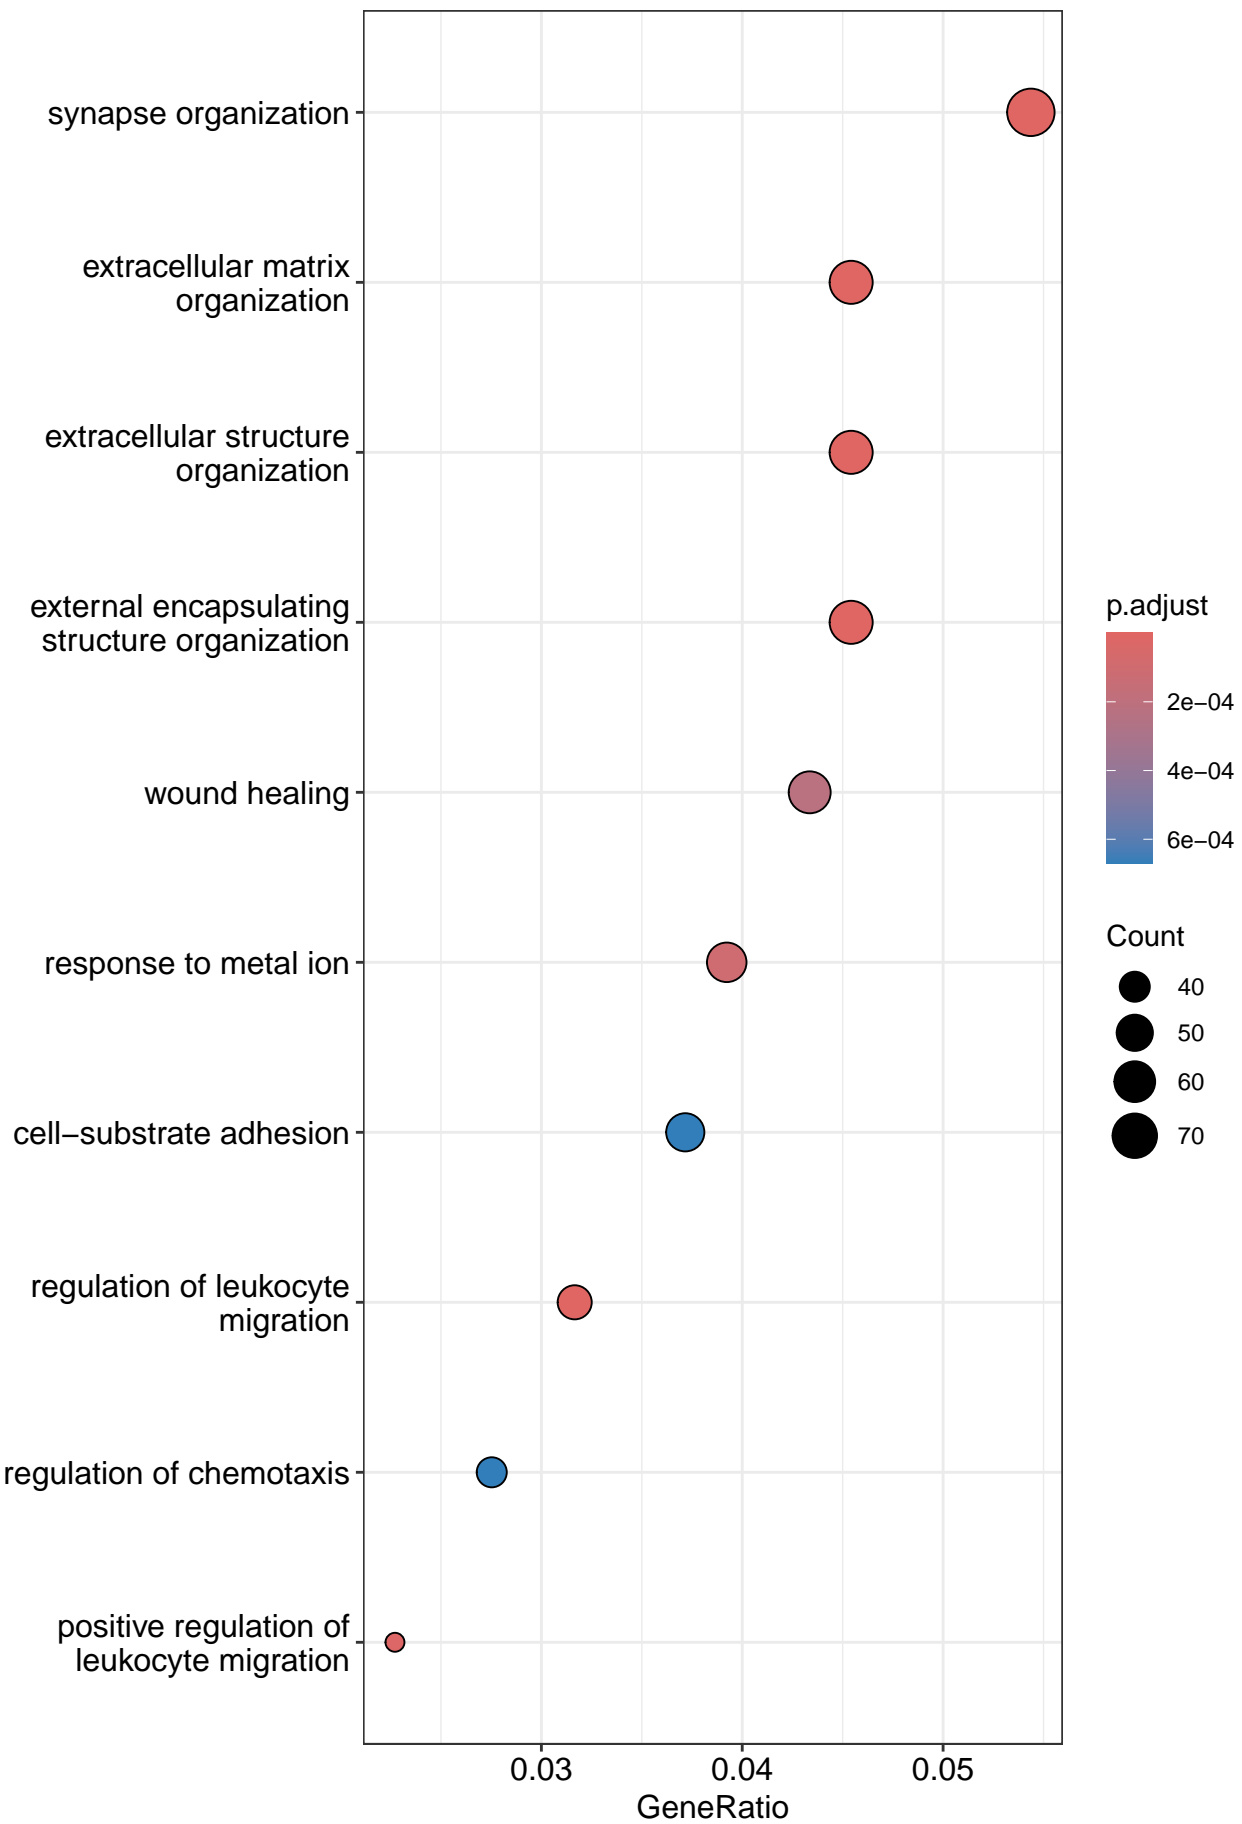 synapse organization
extracellular matrix
organization
extracellular structure
organization
external encapsulating
structure organization
wound healing
response to metal ion
cell−substrate adhesion
regulation of leukocyte
migration
regulation of chemotaxis
positive regulation of
leukocyte migration
0.03
0.04
0.05
GeneRatio
p.adjust
2e−04
4e−04
6e−04
Count
40
50
60
70